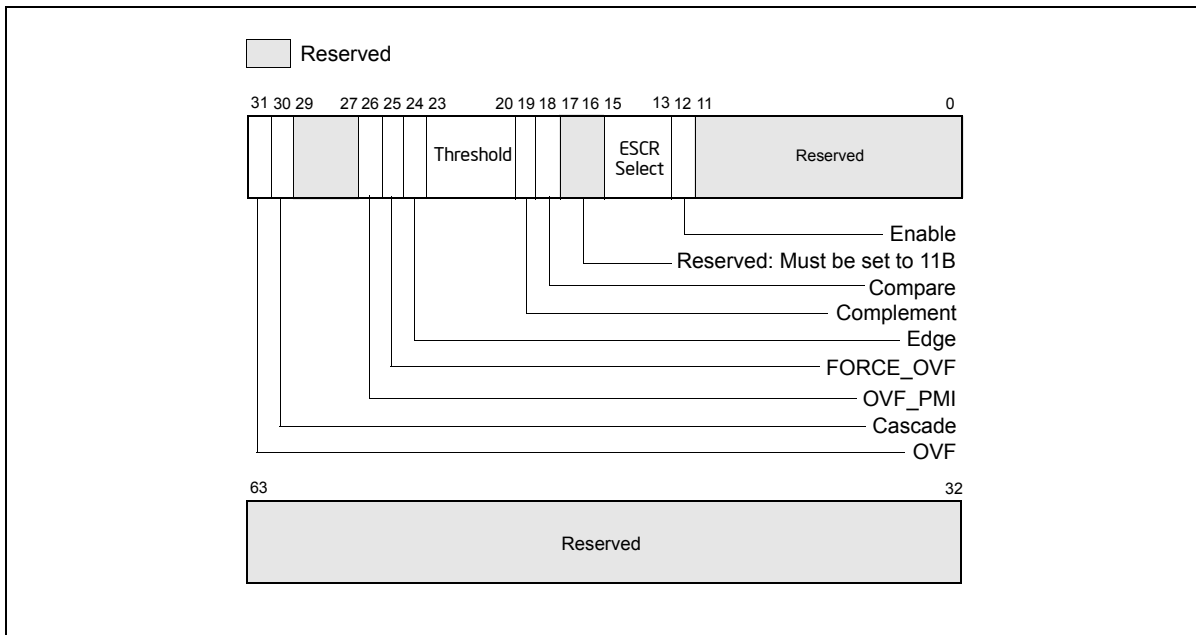 Reserved
31 30 29 27 26 25 24 23 20 19 18 17 16 15 13 12 11 0
Threshold
ESCR
Select
Reserved
Enable
Reserved: Must be set to 11B
Compare
Complement
Edge
FORCE_OVF
OVF_PMI
Cascade
OVF
63 32
Reserved